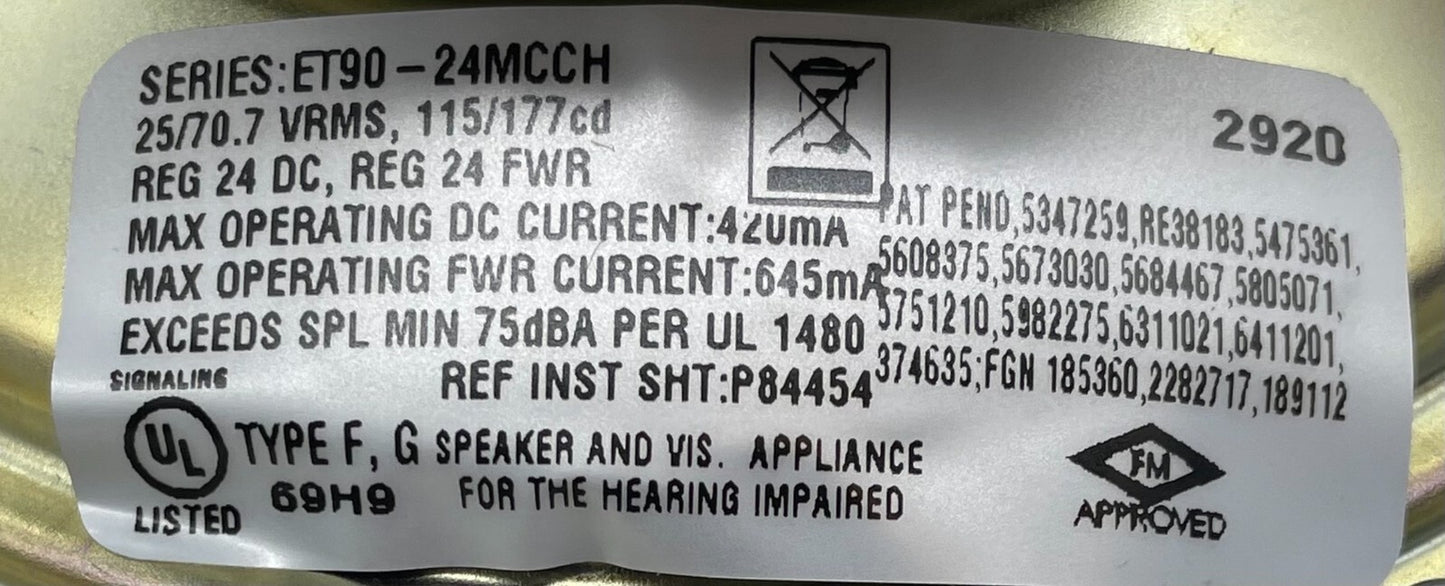 SERIES:ET90-24MCCH
25/70.7 VRMS, 115/177cd
REG 24 DC, REG 24 FWR
MAX OPERATING DC CURRENT:420mA
MAX OPERATING FWR CURRENT:645mA
EXCEEDS SPL MIN 75dBA PER UL 1480
REF INST SHT:P84454
2920
PAT PEND,5347259,RE38183,5475361,
5608375,5673030,5684467,5805071,
5751210,5982275,6311021,6411201,
374635;FGN 185360,2282717,189112
SIGNALING
UL
LISTED
TYPE F, G SPEAKER AND VIS. APPLIANCE
69H9 FOR THE HEARING IMPAIRED
FM
APPROVED